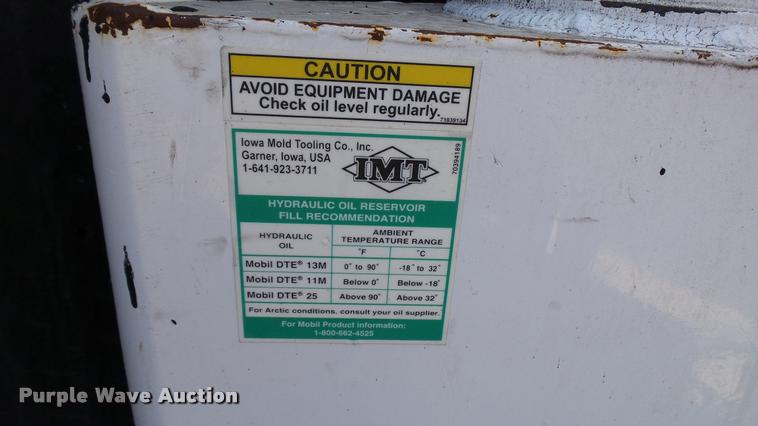 CAUTION
AVOID EQUIPMENT DAMAGE
Check oil level regularly.
71039134
Iowa Mold Tooling Co., Inc.
Garner, Iowa, USA
1-641-923-3711
IMT
70394189
HYDRAULIC OIL RESERVOIR
FILL RECOMMENDATION
HYDRAULIC OIL
AMBIENT TEMPERATURE RANGE
°F °C
Mobil DTE® 13M 0° to 90° -18° to 32°
Mobil DTE® 11M Below 0° Below -18°
Mobil DTE® 25 Above 90° Above 32°
For Arctic conditions, consult your oil supplier.
For Mobil Product information:
1-800-662-4525
Purple Wave Auction